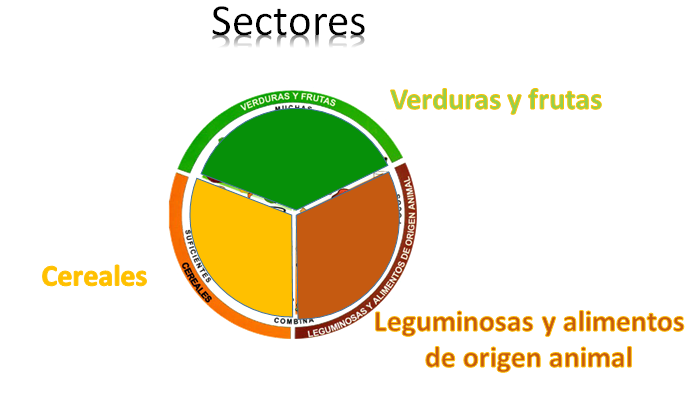 Sectores
Verduras y frutas
VERDURAS Y FRUTAS
MUCHAS
Cereales
CEREALES
SUFICIENTES
COMBINA
LEGUMINOSAS Y ALIMENTOS DE ORIGEN ANIMAL
Leguminosas y alimentos
de origen animal